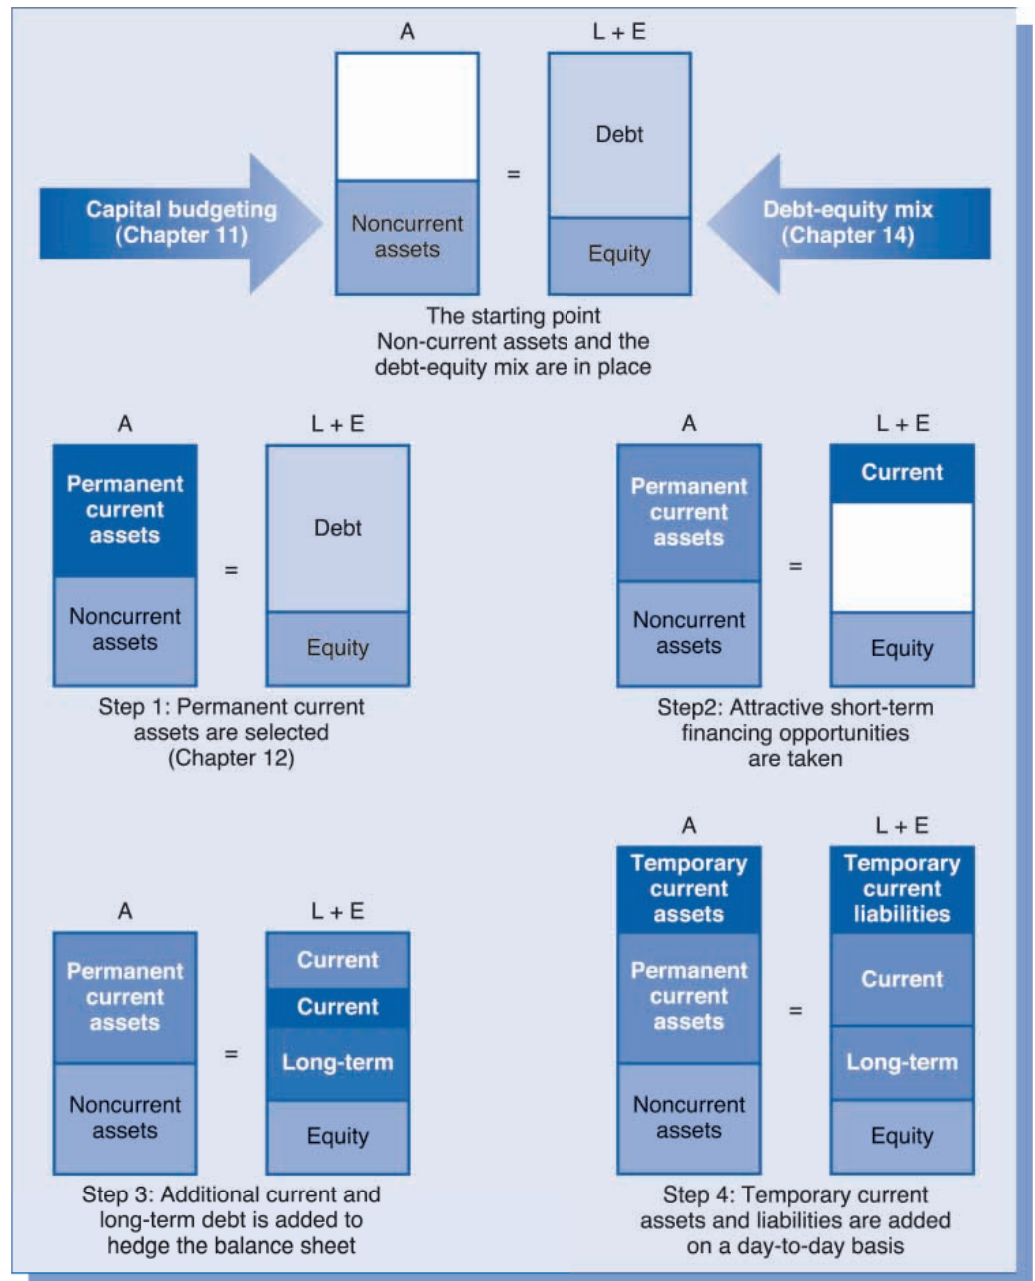 A
L + E
Debt
=
Capital budgeting
(Chapter 11)
Noncurrent
assets
Equity
Debt-equity mix
(Chapter 14)
The starting point
Non-current assets and the
debt-equity mix are in place
A
L + E
Permanent
current
assets
Debt
=
Noncurrent
assets
Equity
Step 1: Permanent current
assets are selected
(Chapter 12)
A
L + E
Permanent
current
assets
Current
=
Noncurrent
assets
Equity
Step2: Attractive short-term
financing opportunities
are taken
A
L + E
Permanent
current
assets
Current
Current
=
Long-term
Noncurrent
assets
Equity
Step 3: Additional current and
long-term debt is added to
hedge the balance sheet
A
L + E
Temporary
current
assets
Temporary
current
liabilities
Permanent
current
assets
Current
=
Long-term
Noncurrent
assets
Equity
Step 4: Temporary current
assets and liabilities are added
on a day-to-day basis